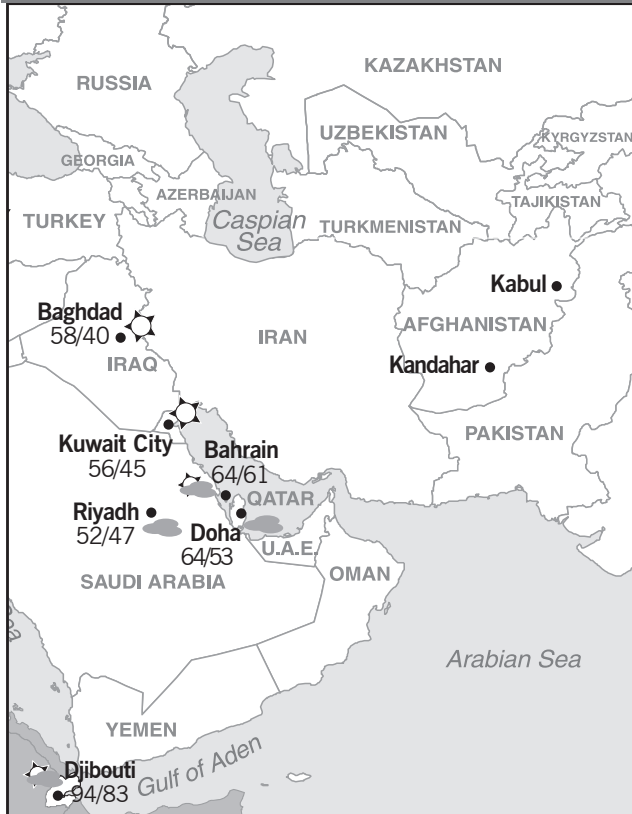 KAZAKHSTAN
RUSSIA
UZBEKISTAN
KYRGYZSTAN
GEORGIA
AZERBAIJAN
TAJIKISTAN
TURKEY
Caspian
Sea
TURKMENISTAN
Kabul
Baghdad
58/40
IRAN
AFGHANISTAN
IRAQ
Kandahar
PAKISTAN
Kuwait City
56/45
Bahrain
64/61
QATAR
Riyadh
52/47
Doha
64/53
U.A.E.
SAUDI ARABIA
OMAN
Arabian Sea
YEMEN
Gulf of Aden
Djibouti
94/83